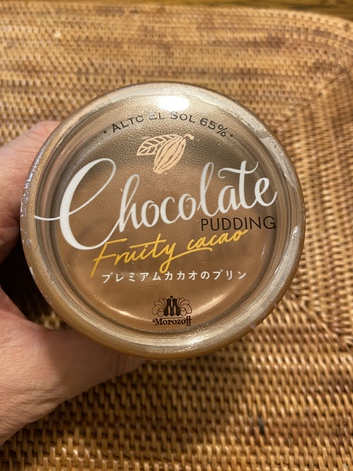 ・ALTO EL SOL 65%・
Chocolate
PUDDING
Fruity cacao
プレミアムカカオのプリン
Morozoff